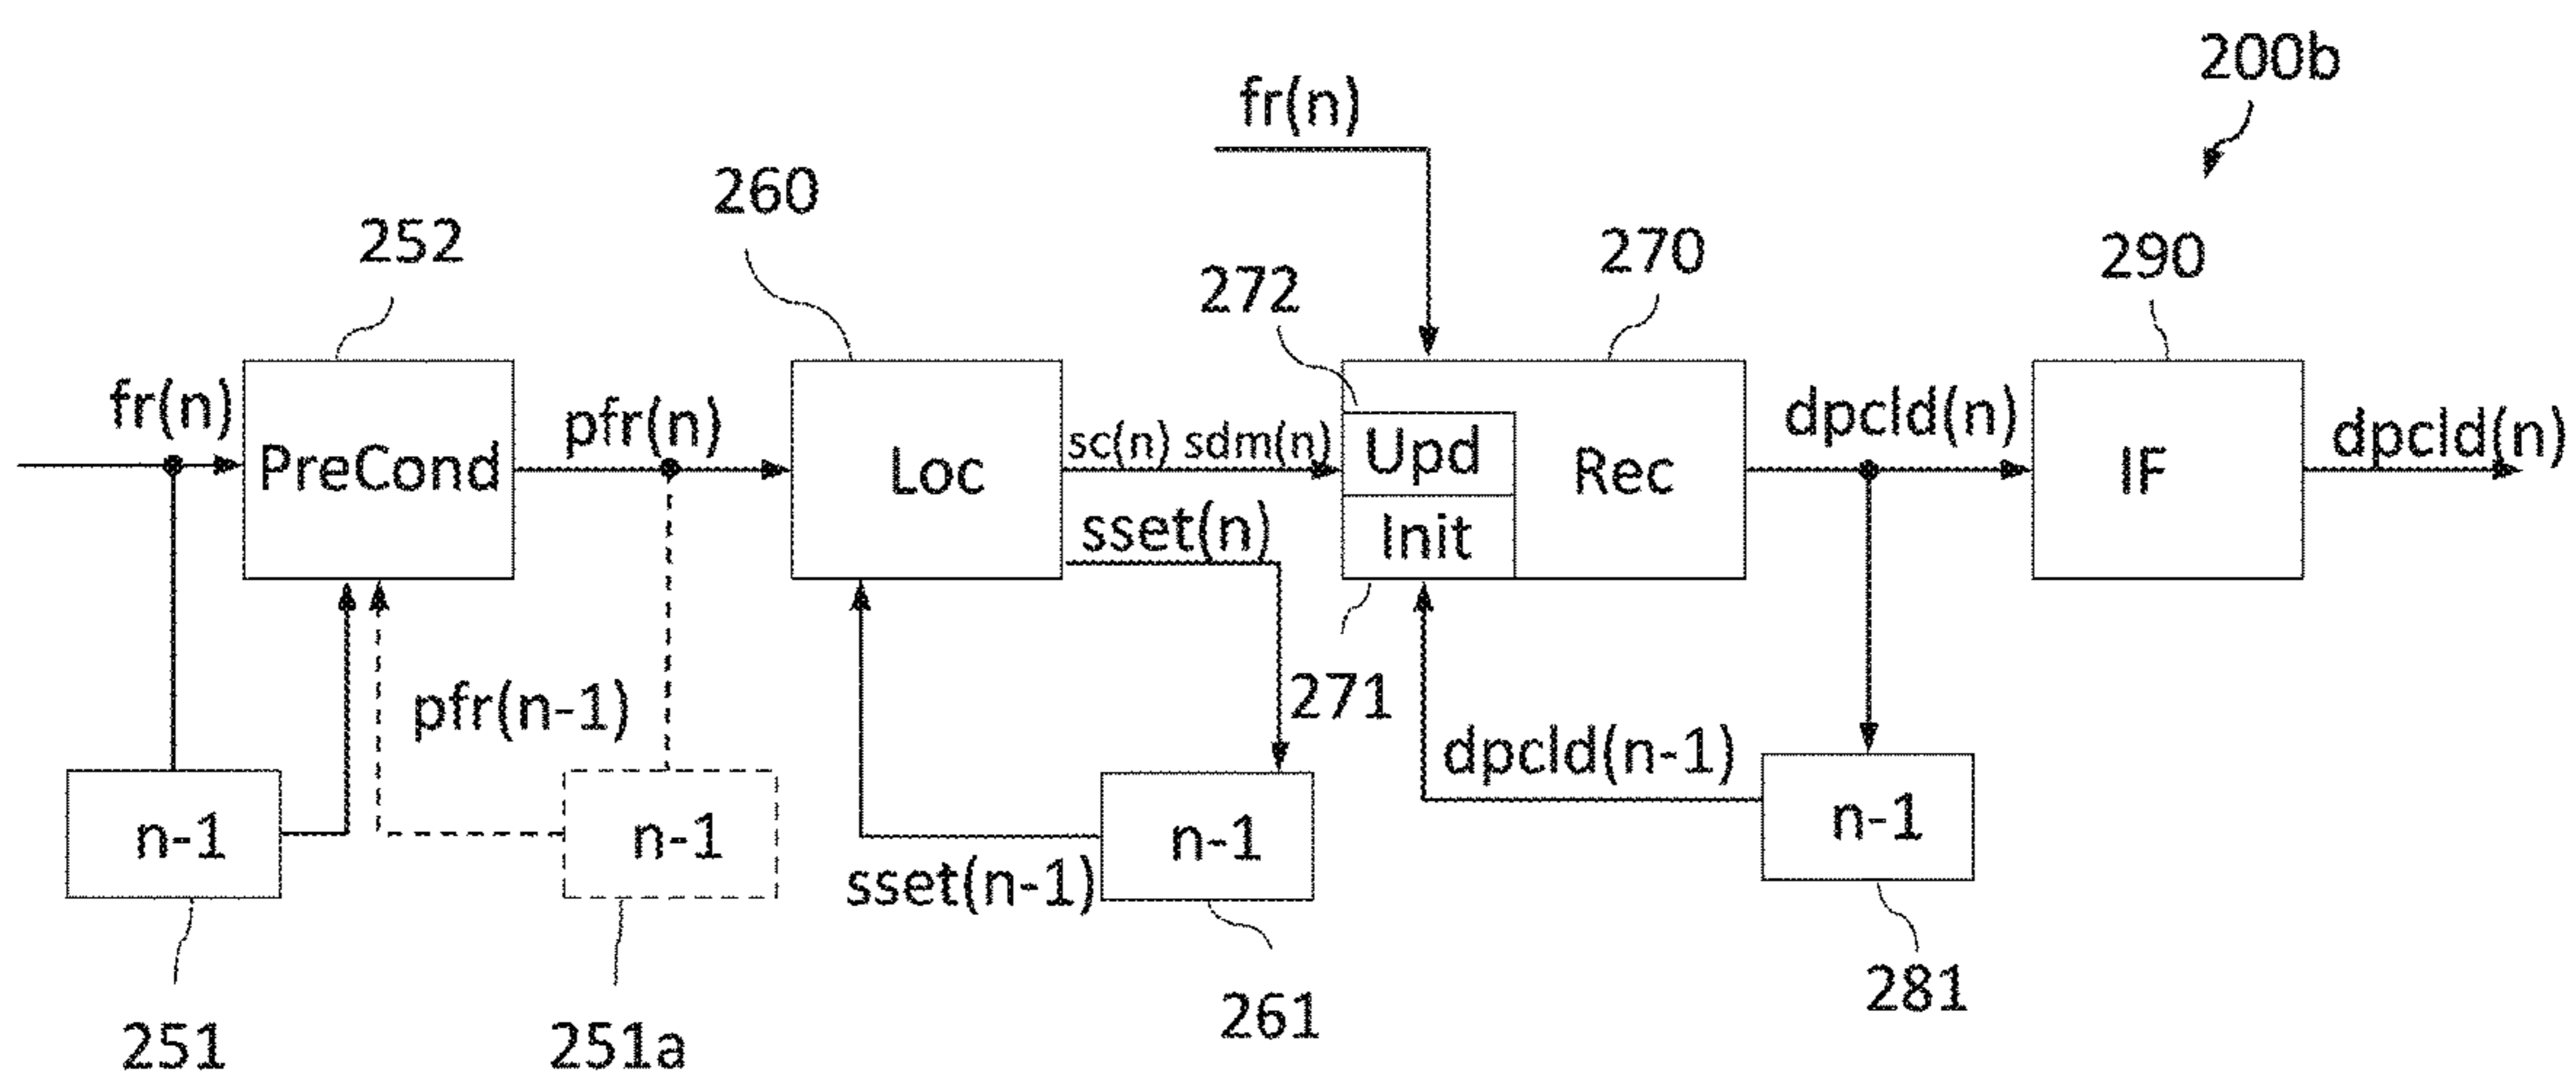 200b
fr(n)
260
252
272
270
290
fr(n)
PreCond
pfr(n)
Loc
sc(n) sdm(n)
Upd
Rec
dpcld(n)
IF
dpcld(n)
sset(n)
Init
pfr(n-1)
271
dpcld(n-1)
n-1
n-1
n-1
n-1
sset(n-1)
251
251a
261
281